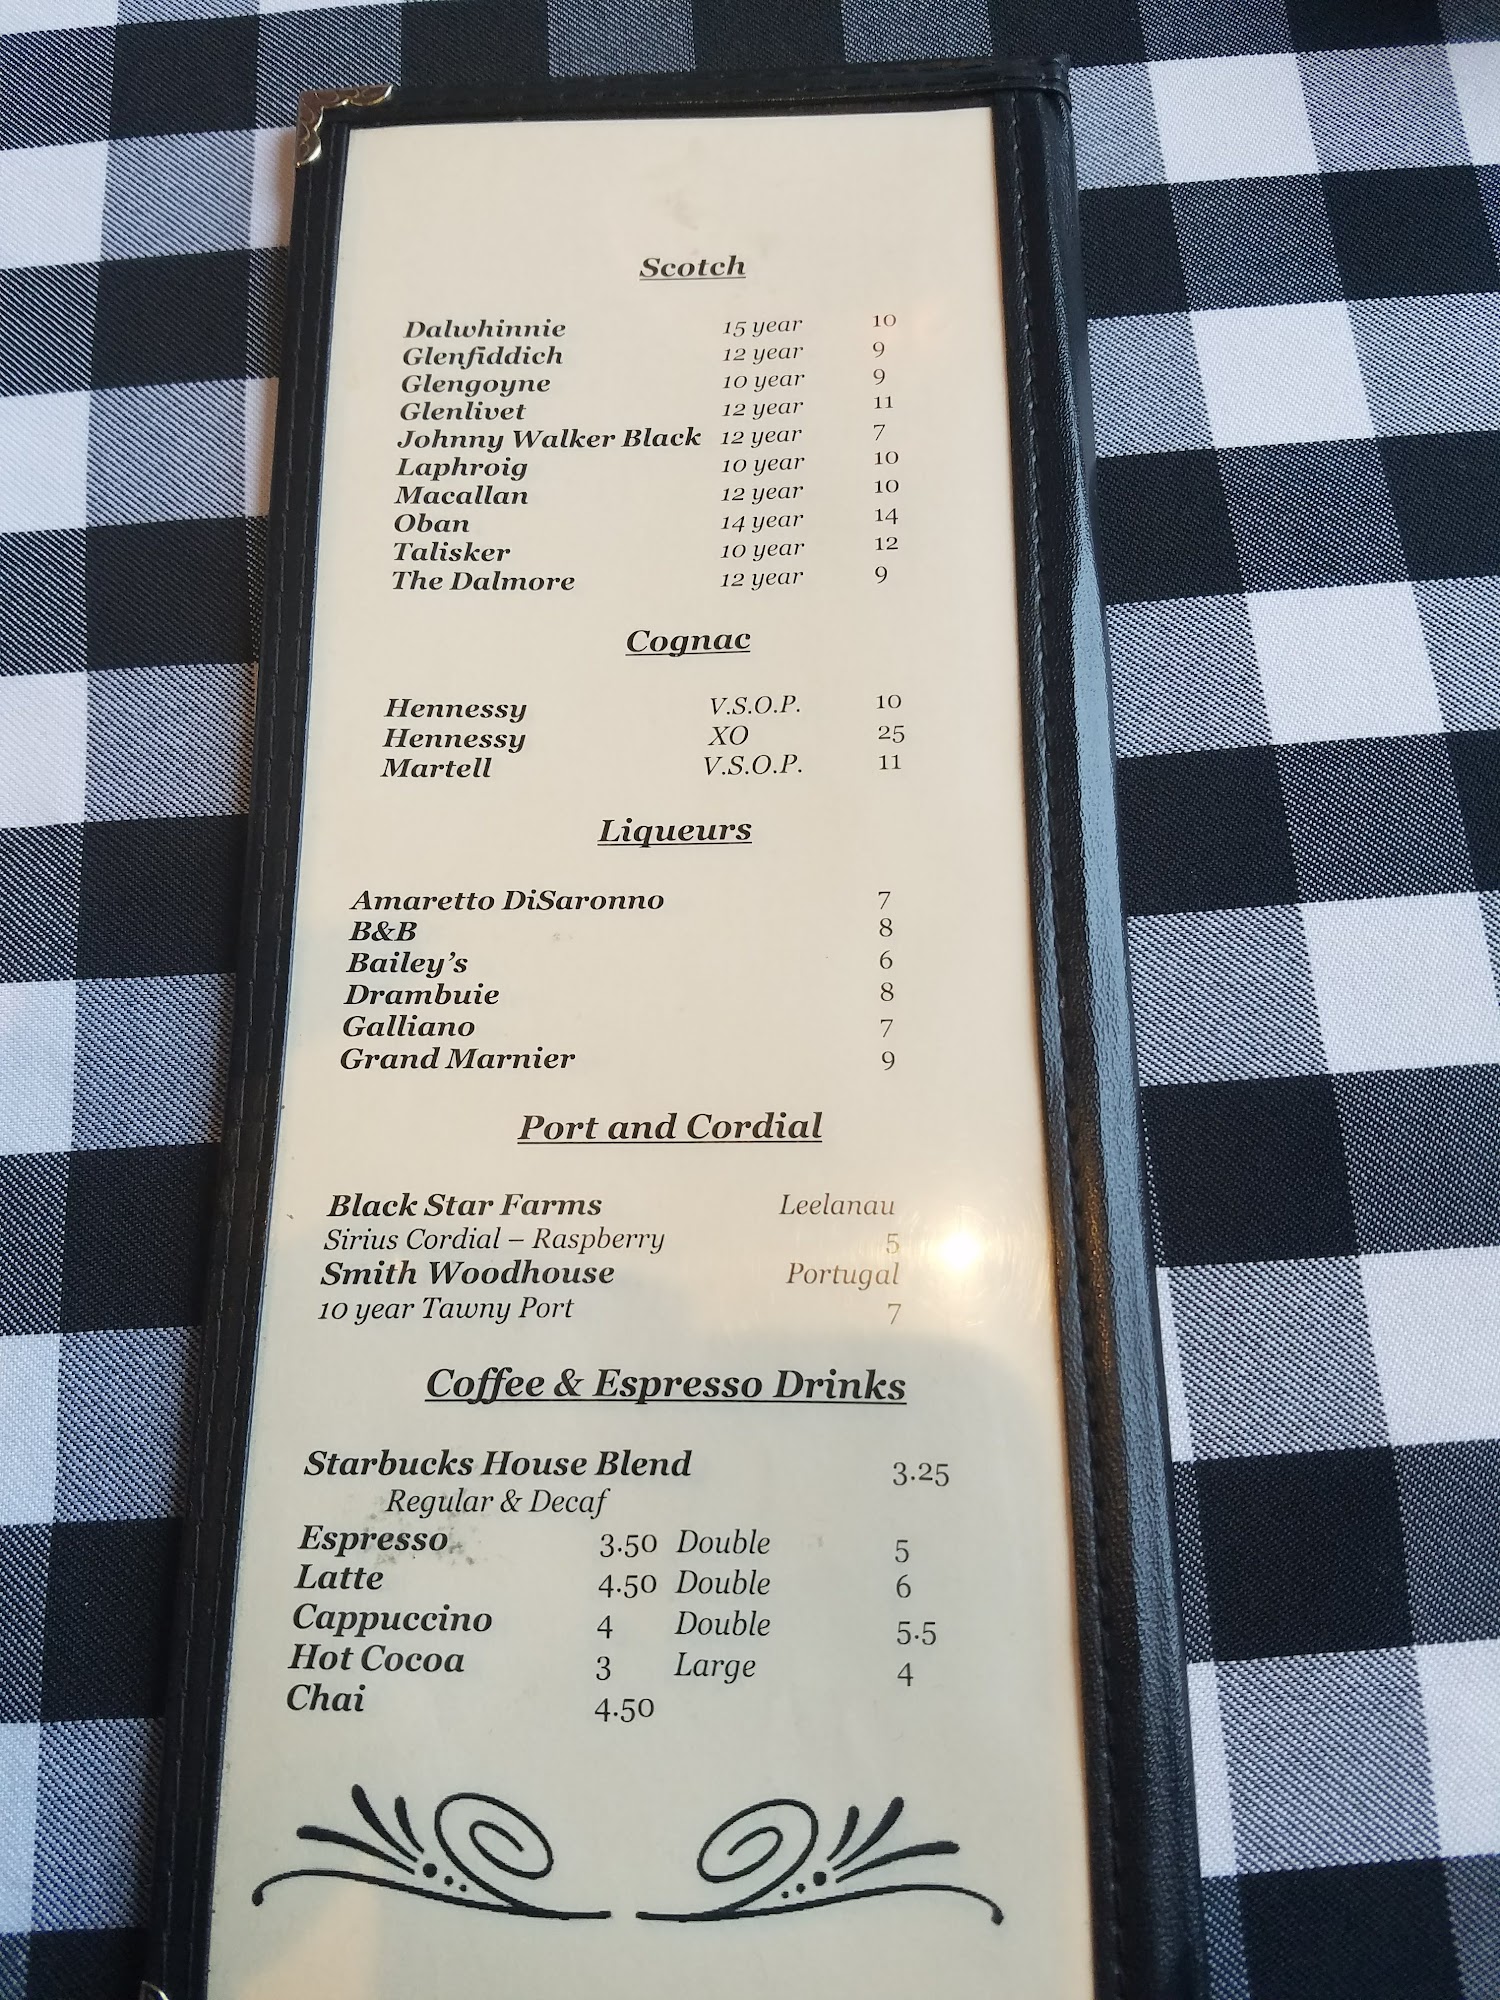 Scotch
Dalwhinnie 15 year 10
Glenfiddich 12 year 9
Glengoyne 10 year 9
Glenlivet 12 year 11
Johnny Walker Black 12 year 7
Laphroig 10 year 10
Macallan 12 year 10
Oban 14 year 14
Talisker 10 year 12
The Dalmore 12 year 9
Cognac
Hennessy V.S.O.P. 10
Hennessy XO 25
Martell V.S.O.P. 11
Liqueurs
Amaretto DiSaronno 7
B&B 8
Bailey's 6
Drambuie 8
Galliano 7
Grand Marnier 9
Port and Cordial
Black Star Farms Leelanau
Sirius Cordial – Raspberry 5
Smith Woodhouse Portugal
10 year Tawny Port 7
Coffee & Espresso Drinks
Starbucks House Blend 3.25
Regular & Decaf
Espresso 3.50 Double 5
Latte 4.50 Double 6
Cappuccino 4 Double 5.5
Hot Cocoa 3 Large 4
Chai 4.50